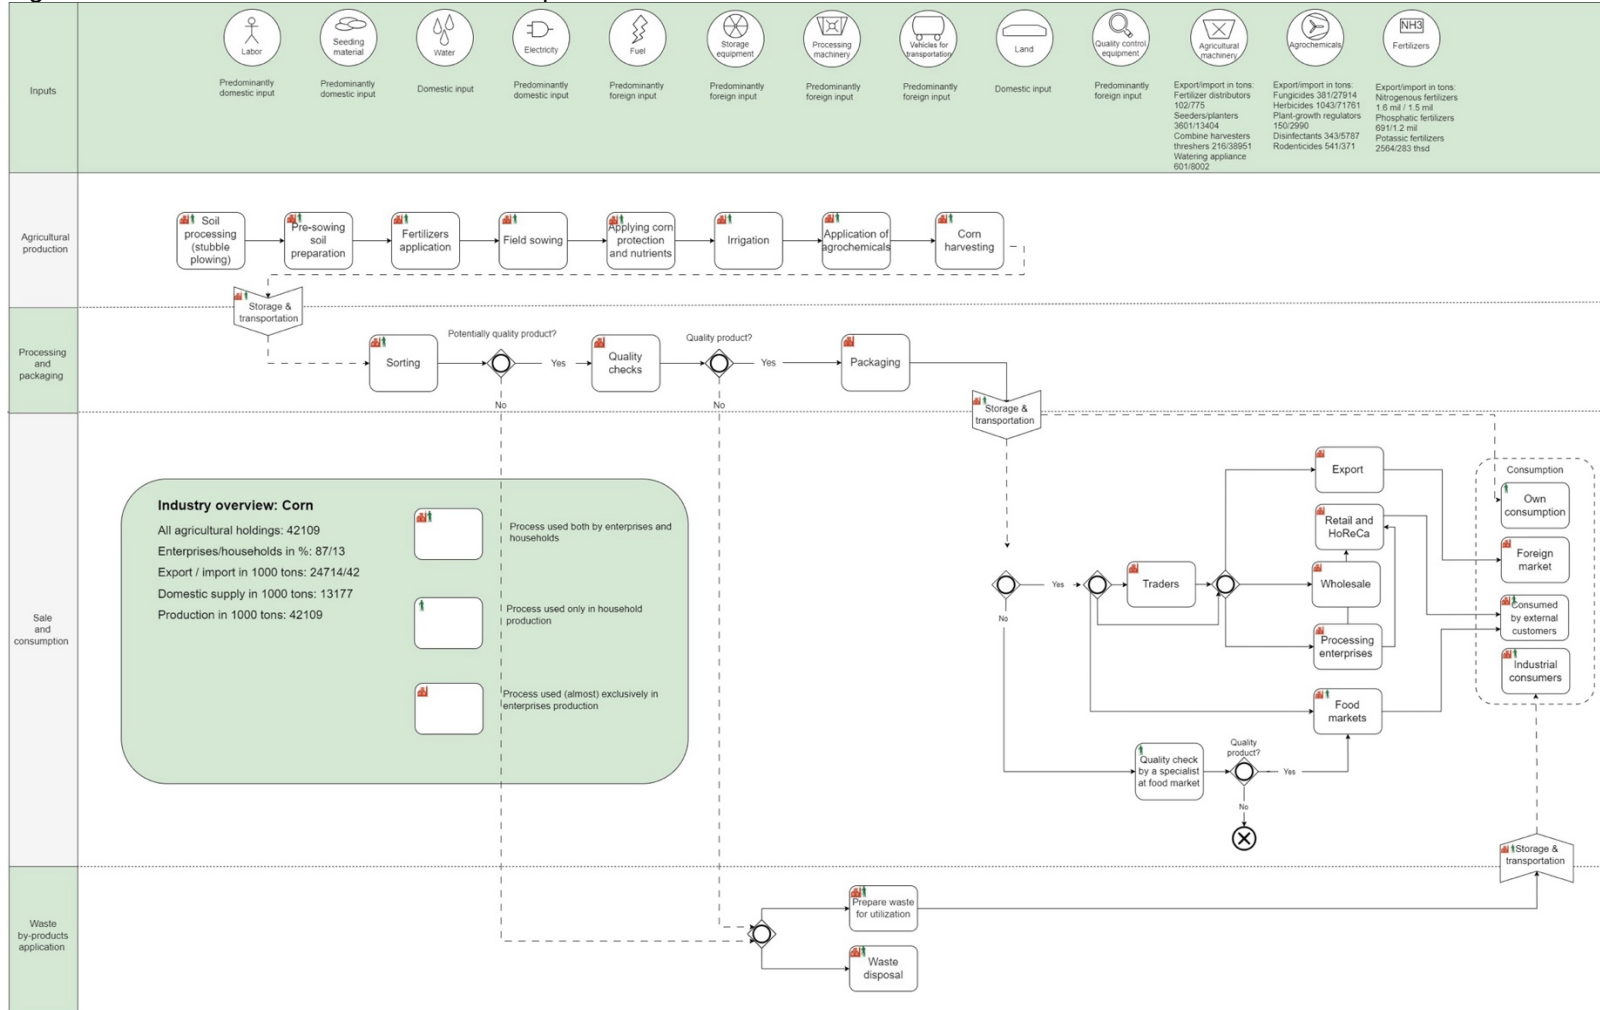 Inputs
Labor
Seeding
material
Water
Electricity
Fuel
Storage
equipment
Processing
machinery
Vehicles for
transportation
Land
Quality control
equipment
Agricultural
machinery
Agrochemicals
NH3
Fertilizers
Predominantly
domestic input
Predominantly
domestic input
Domestic input
Predominantly
domestic input
Predominantly
foreign input
Predominantly
foreign input
Predominantly
foreign input
Predominantly
foreign input
Domestic input
Predominantly
foreign input
Export/import in tons:
Fertilizer distributors
102/775
Seeders/planters
3601/13404
Combine harvesters
threshers 216/38951
Watering appliance
601/8002
Export/import in tons:
Fungicides 381/27914
Herbicides 1043/71761
Plant-growth regulators
150/2990
Disinfectants 343/5787
Rodenticides 541/371
Export/import in tons:
Nitrogenous fertilizers
1.6 mil / 1.5 mil
Phosphatic fertilizers
691/1.2 mil
Potassic fertilizers
2564/283 thsd
Agricultural
production
Soil
processing
(stubble
plowing)
Pre-sowing
soil
preparation
Fertilizers
application
Field sowing
Applying corn
protection
and nutrients
Irrigation
Application of
agrochemicals
Corn
harvesting
Storage &
transportation
Processing
and
packaging
Sorting
Potentially quality product?
Yes
No
Quality
checks
Quality product?
Yes
No
Packaging
Storage &
transportation
Sale
and
consumption
Industry overview: Corn
All agricultural holdings: 42109
Enterprises/households in %: 87/13
Export / import in 1000 tons: 24714/42
Domestic supply in 1000 tons: 13177
Production in 1000 tons: 42109
Process used both by enterprises and
households
Process used only in household
production
Process used (almost) exclusively in
enterprises production
Yes
No
Traders
Export
Retail and
HoReCa
Wholesale
Processing
enterprises
Food
markets
Quality check
by a specialist
at food market
Quality
product?
Yes
No
Consumption
Own
consumption
Foreign
market
Consumed
by external
customers
Industrial
consumers
Storage &
transportation
Waste
by-products
application
Prepare waste
for utilization
Waste
disposal